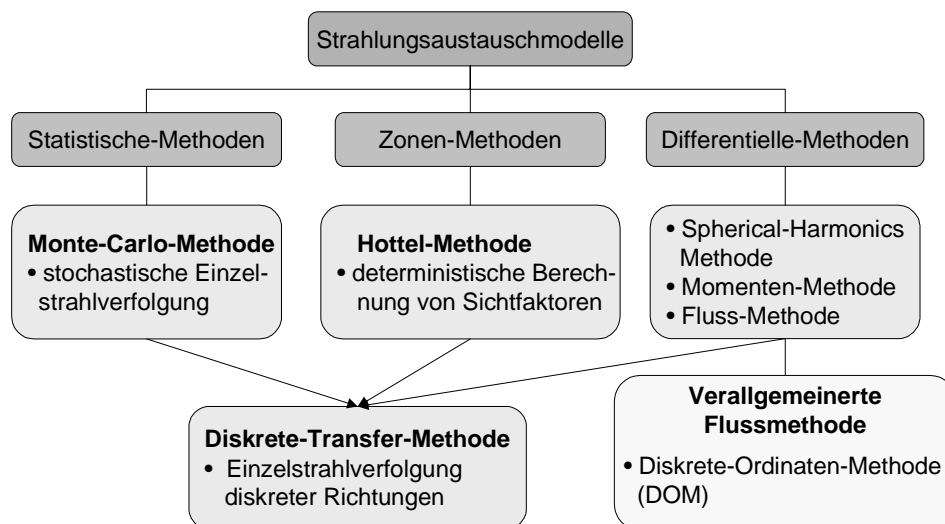 Strahlungsaustauschmodelle
Statistische-Methoden
Zonen-Methoden
Differentielle-Methoden
Monte-Carlo-Methode
• stochastische Einzel-
strahlverfolgung
Hottel-Methode
• deterministische Berech-
nung von Sichtfaktoren
• Spherical-Harmonics
Methode
• Momenten-Methode
• Fluss-Methode
Diskrete-Transfer-Methode
• Einzelstrahlverfolgung
diskreter Richtungen
Verallgemeinerte
Flussmethode
• Diskrete-Ordinaten-Methode
(DOM)